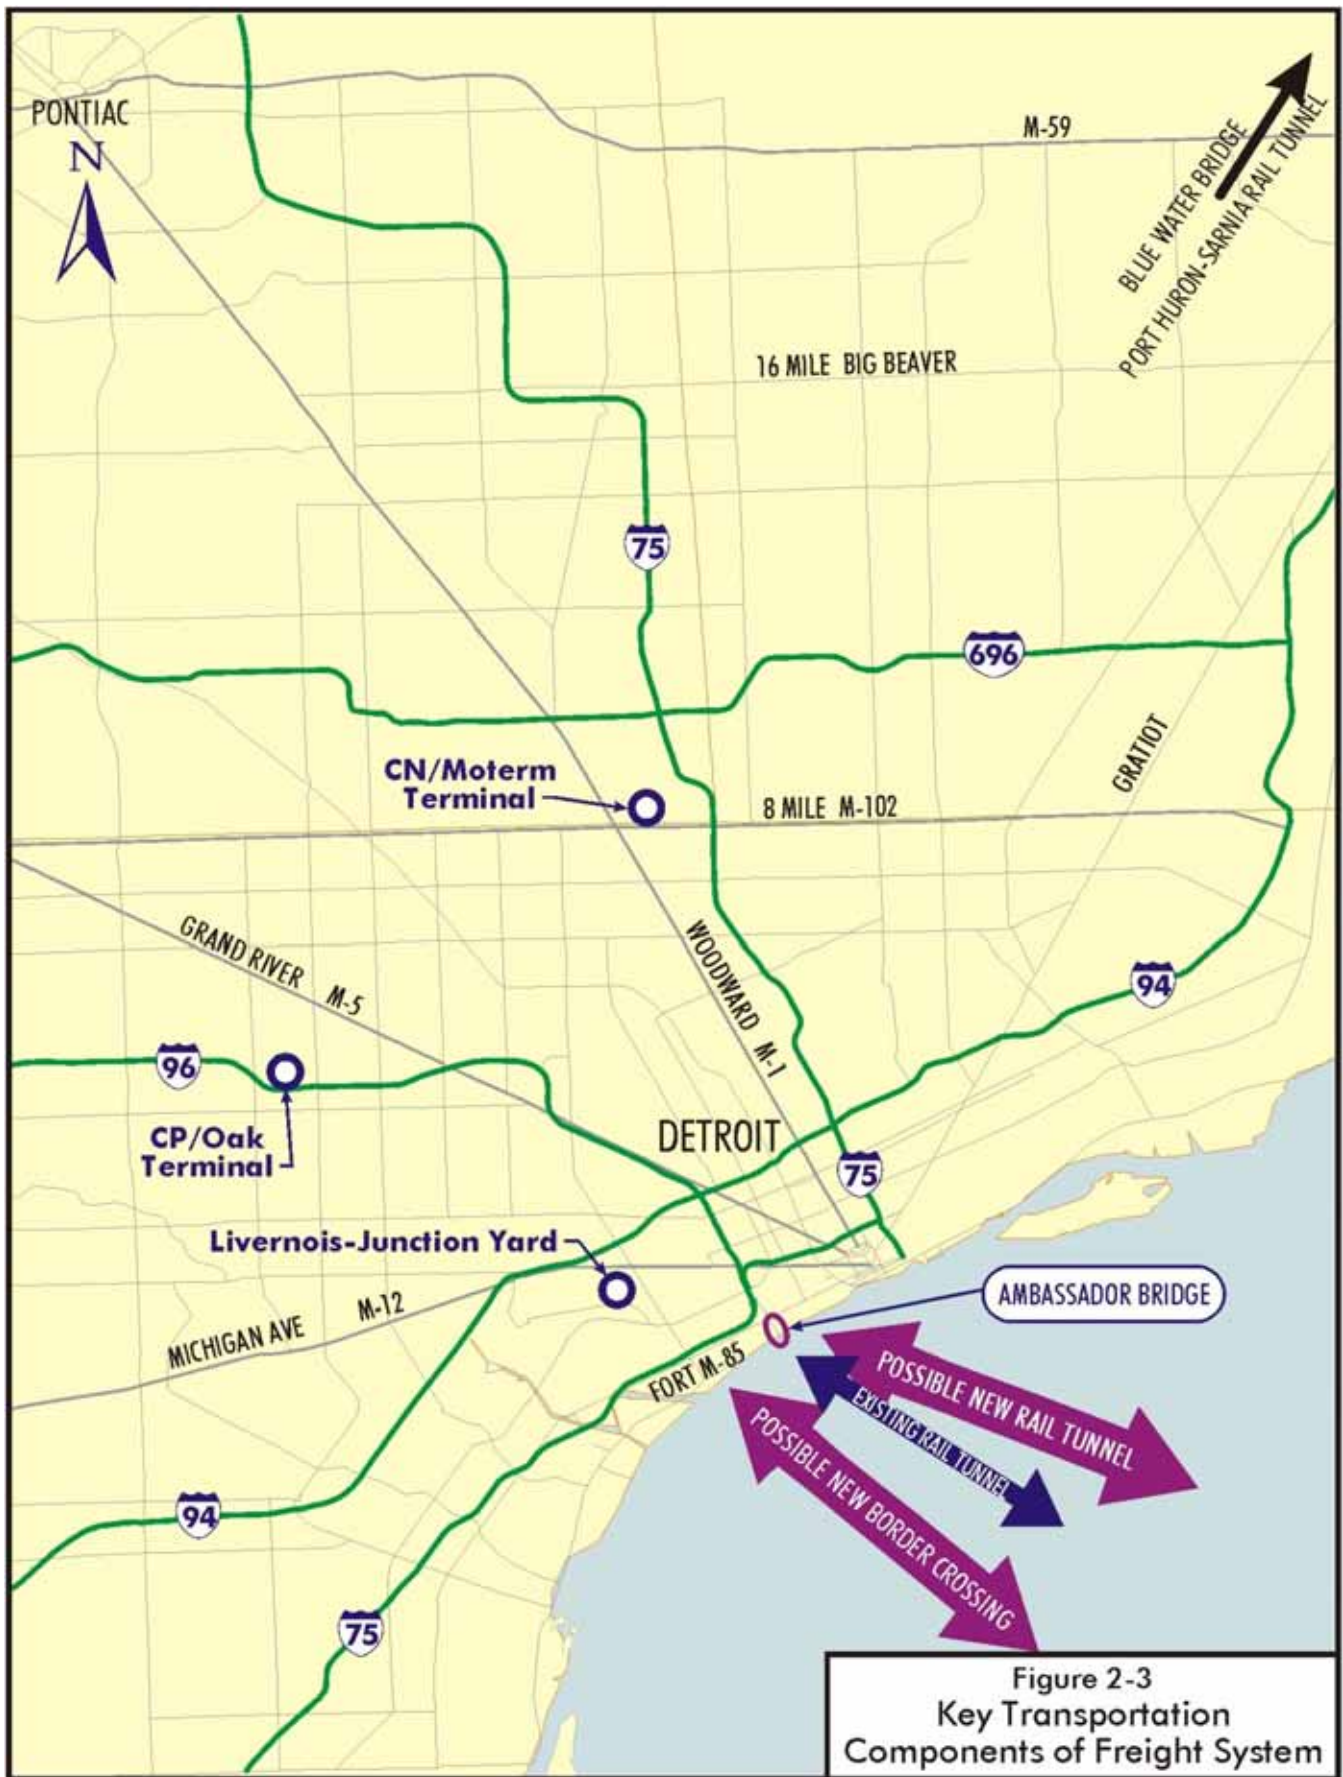 PONTIAC
N
M-59
BLUE WATER BRIDGE
PORT HURON-SARNIA RAIL TUNNEL
16 MILE BIG BEAVER
75
696
GRATIOT
CN/Moterm
Terminal
8 MILE M-102
GRAND RIVER M-5
WOODWARD M-1
94
96
CP/Oak
Terminal
DETROIT
75
Livernois-Junction Yard
AMBASSADOR BRIDGE
MICHIGAN AVE M-12
FORT M-85
POSSIBLE NEW RAIL TUNNEL
EXISTING RAIL TUNNEL
POSSIBLE NEW BORDER CROSSING
94
75
Figure 2-3
Key Transportation
Components of Freight System